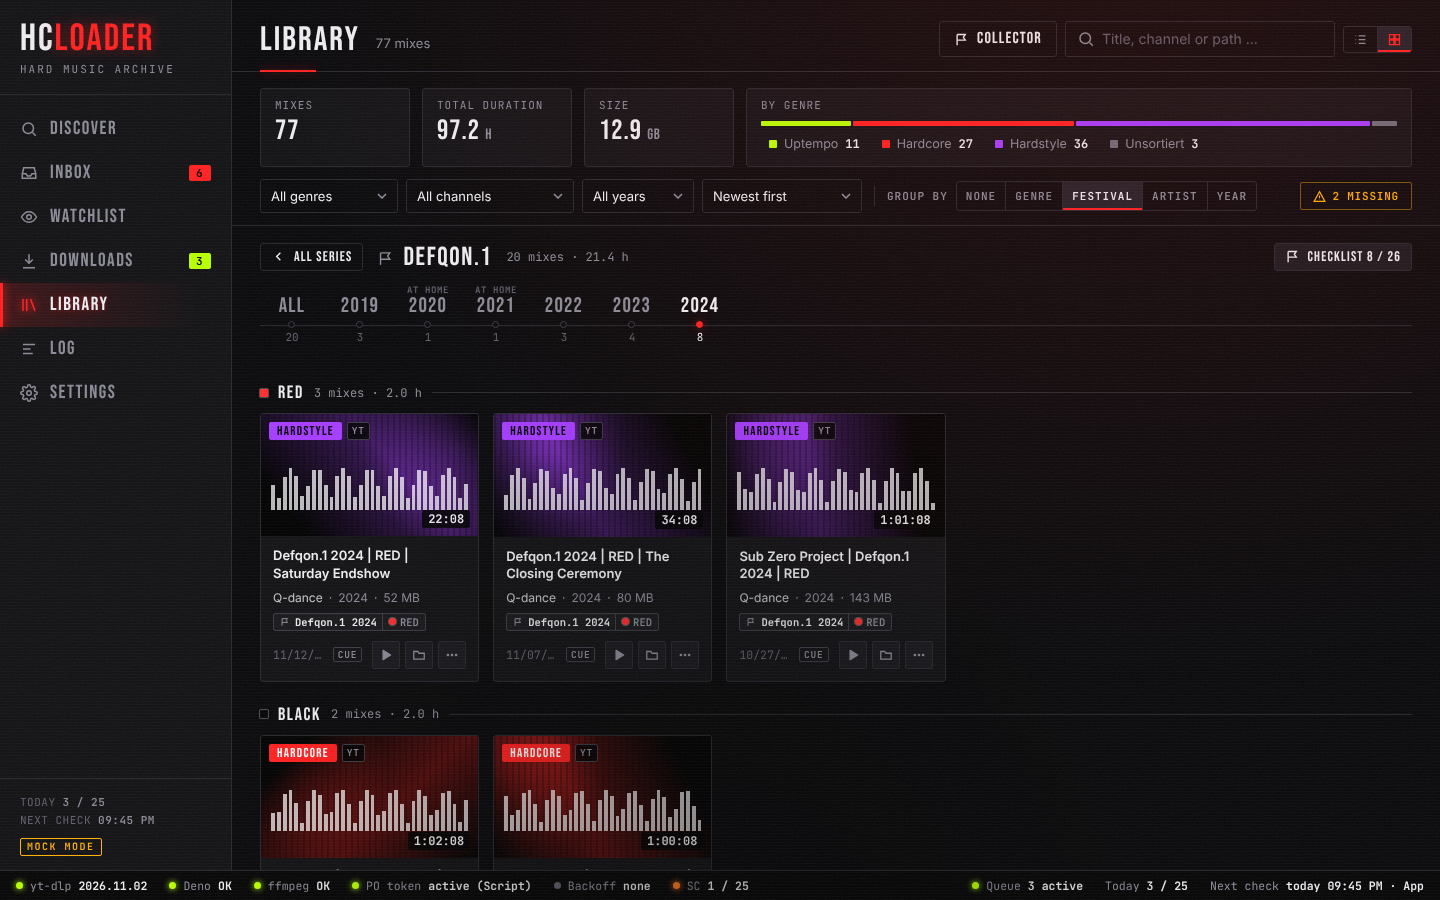 HCLOADER
HARD MUSIC ARCHIVE
DISCOVER
INBOX 6
WATCHLIST
DOWNLOADS 3
LIBRARY
LOG
SETTINGS
TODAY 3 / 25
NEXT CHECK 09:45 PM
MOCK MODE
LIBRARY 77 mixes
COLLECTOR
Title, channel or path ...
MIXES
77
TOTAL DURATION
97.2 H
SIZE
12.9 GB
BY GENRE
Uptempo 11 Hardcore 27 Hardstyle 36 Unsortiert 3
All genres All channels All years Newest first GROUP BY NONE GENRE FESTIVAL ARTIST YEAR 2 MISSING
ALL SERIES DEFQON.1 20 mixes · 21.4 h CHECKLIST 8 / 26
AT HOME AT HOME
ALL 2019 2020 2021 2022 2023 2024
20 3 1 1 3 4 8
RED 3 mixes · 2.0 h
HARDSTYLE YT
22:08
Defqon.1 2024 | RED |
Saturday Endshow
Q-dance · 2024 · 52 MB
Defqon.1 2024 RED
11/12/… CUE
HARDSTYLE YT
34:08
Defqon.1 2024 | RED | The
Closing Ceremony
Q-dance · 2024 · 80 MB
Defqon.1 2024 RED
11/07/… CUE
HARDSTYLE YT
1:01:08
Sub Zero Project | Defqon.1
2024 | RED
Q-dance · 2024 · 143 MB
Defqon.1 2024 RED
10/27/… CUE
BLACK 2 mixes · 2.0 h
HARDCORE YT
1:02:08
HARDCORE YT
1:00:08
yt-dlp 2026.11.02 Deno OK ffmpeg OK PO token active (Script) Backoff none SC 1 / 25 Queue 3 active Today 3 / 25 Next check today 09:45 PM · App